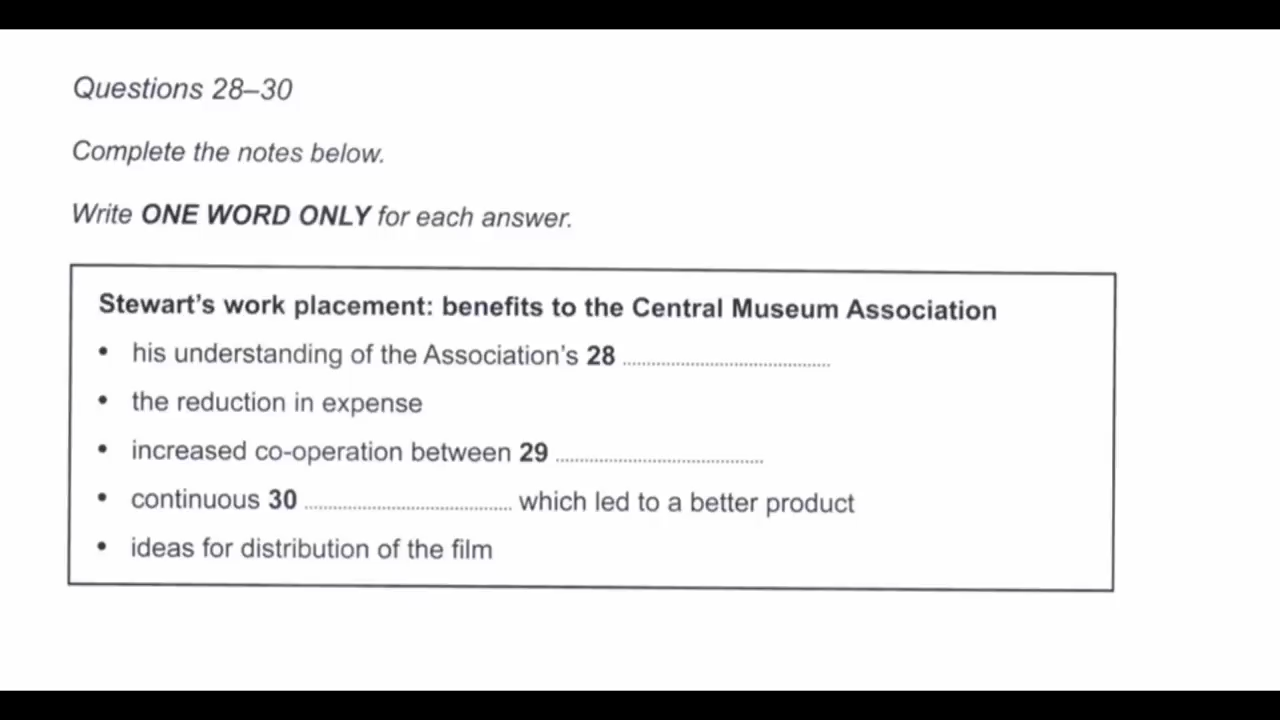 Questions 28–30
Complete the notes below.
Write ONE WORD ONLY for each answer.
Stewart's work placement: benefits to the Central Museum Association
• his understanding of the Association's 28 ....................
• the reduction in expense
• increased co-operation between 29 ....................
• continuous 30 .................... which led to a better product
• ideas for distribution of the film